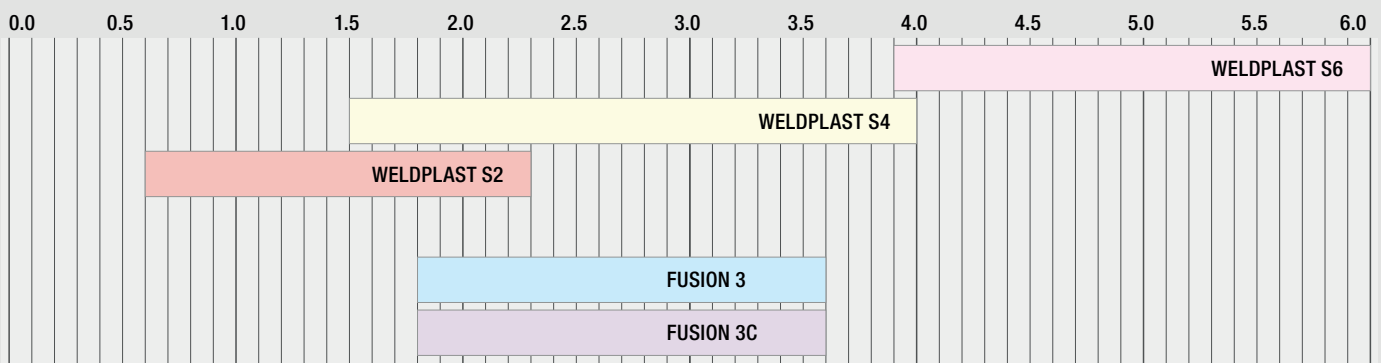 0.0 0.5 1.0 1.5 2.0 2.5 3.0 3.5 4.0 4.5 5.0 5.5 6.0
WELDPLAST S6
WELDPLAST S4
WELDPLAST S2
FUSION 3
FUSION 3C